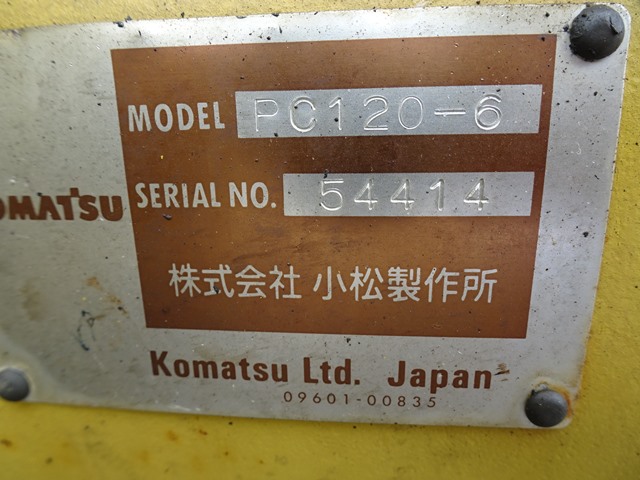 MODEL PC120-6
SERIAL NO. 54414
OMATSU
株式会社 小松製作所
Komatsu Ltd. Japan
09601-00835